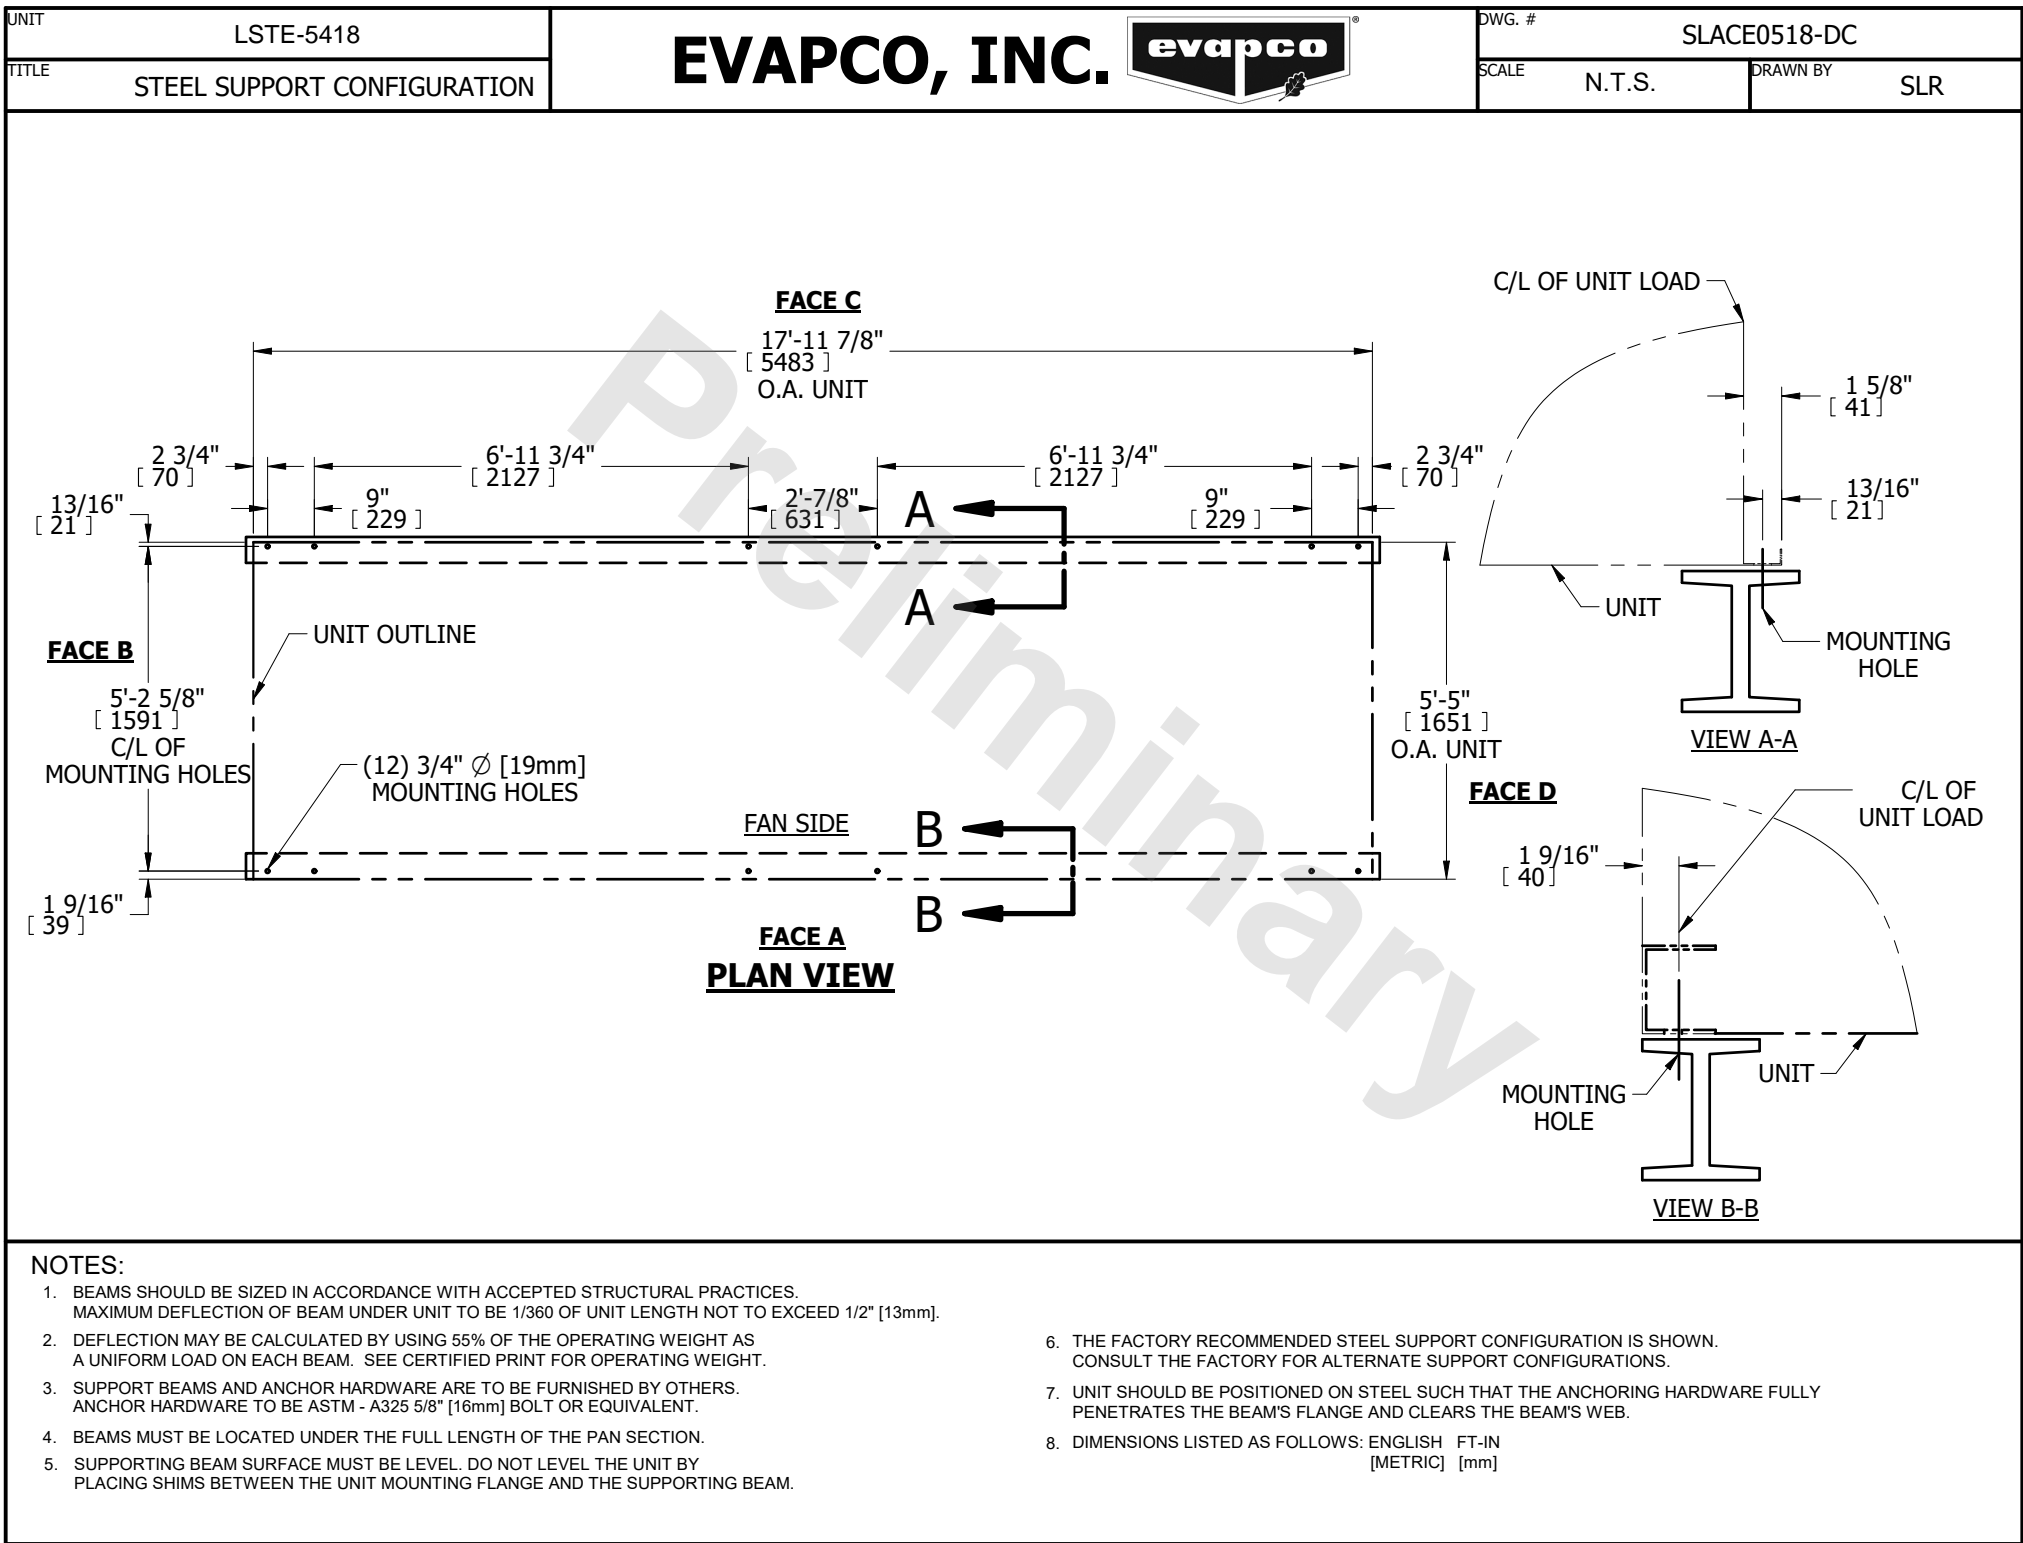 UNIT
LSTE-5418
TITLE
STEEL SUPPORT CONFIGURATION
EVAPCO, INC.
evapco
®
DWG. #
SLACE0518-DC
SCALE
N.T.S.
DRAWN BY
SLR
FACE C
17'-11 7/8"
[ 5483 ]
O.A. UNIT
2 3/4"
[ 70 ]
6'-11 3/4"
[ 2127 ]
6'-11 3/4"
[ 2127 ]
2 3/4"
[ 70 ]
13/16"
[ 21 ]
9"
[ 229 ]
2'-7/8"
[ 631 ]
9"
[ 229 ]
A
A
UNIT OUTLINE
FACE B
5'-2 5/8"
[ 1591 ]
C/L OF
MOUNTING HOLES
(12) 3/4" ∅ [19mm]
MOUNTING HOLES
5'-5"
[ 1651 ]
O.A. UNIT
FACE D
FAN SIDE
B
B
1 9/16"
[ 39 ]
FACE A
PLAN VIEW
Preliminary
C/L OF UNIT LOAD
1 5/8"
[ 41 ]
13/16"
[ 21 ]
UNIT
MOUNTING
HOLE
VIEW A-A
C/L OF
UNIT LOAD
1 9/16"
[ 40 ]
UNIT
MOUNTING
HOLE
VIEW B-B
NOTES:
1. BEAMS SHOULD BE SIZED IN ACCORDANCE WITH ACCEPTED STRUCTURAL PRACTICES.
MAXIMUM DEFLECTION OF BEAM UNDER UNIT TO BE 1/360 OF UNIT LENGTH NOT TO EXCEED 1/2" [13mm].
2. DEFLECTION MAY BE CALCULATED BY USING 55% OF THE OPERATING WEIGHT AS
A UNIFORM LOAD ON EACH BEAM. SEE CERTIFIED PRINT FOR OPERATING WEIGHT.
3. SUPPORT BEAMS AND ANCHOR HARDWARE ARE TO BE FURNISHED BY OTHERS.
ANCHOR HARDWARE TO BE ASTM - A325 5/8" [16mm] BOLT OR EQUIVALENT.
4. BEAMS MUST BE LOCATED UNDER THE FULL LENGTH OF THE PAN SECTION.
5. SUPPORTING BEAM SURFACE MUST BE LEVEL. DO NOT LEVEL THE UNIT BY
PLACING SHIMS BETWEEN THE UNIT MOUNTING FLANGE AND THE SUPPORTING BEAM.
6. THE FACTORY RECOMMENDED STEEL SUPPORT CONFIGURATION IS SHOWN.
CONSULT THE FACTORY FOR ALTERNATE SUPPORT CONFIGURATIONS.
7. UNIT SHOULD BE POSITIONED ON STEEL SUCH THAT THE ANCHORING HARDWARE FULLY
PENETRATES THE BEAM'S FLANGE AND CLEARS THE BEAM'S WEB.
8. DIMENSIONS LISTED AS FOLLOWS: ENGLISH FT-IN
[METRIC] [mm]